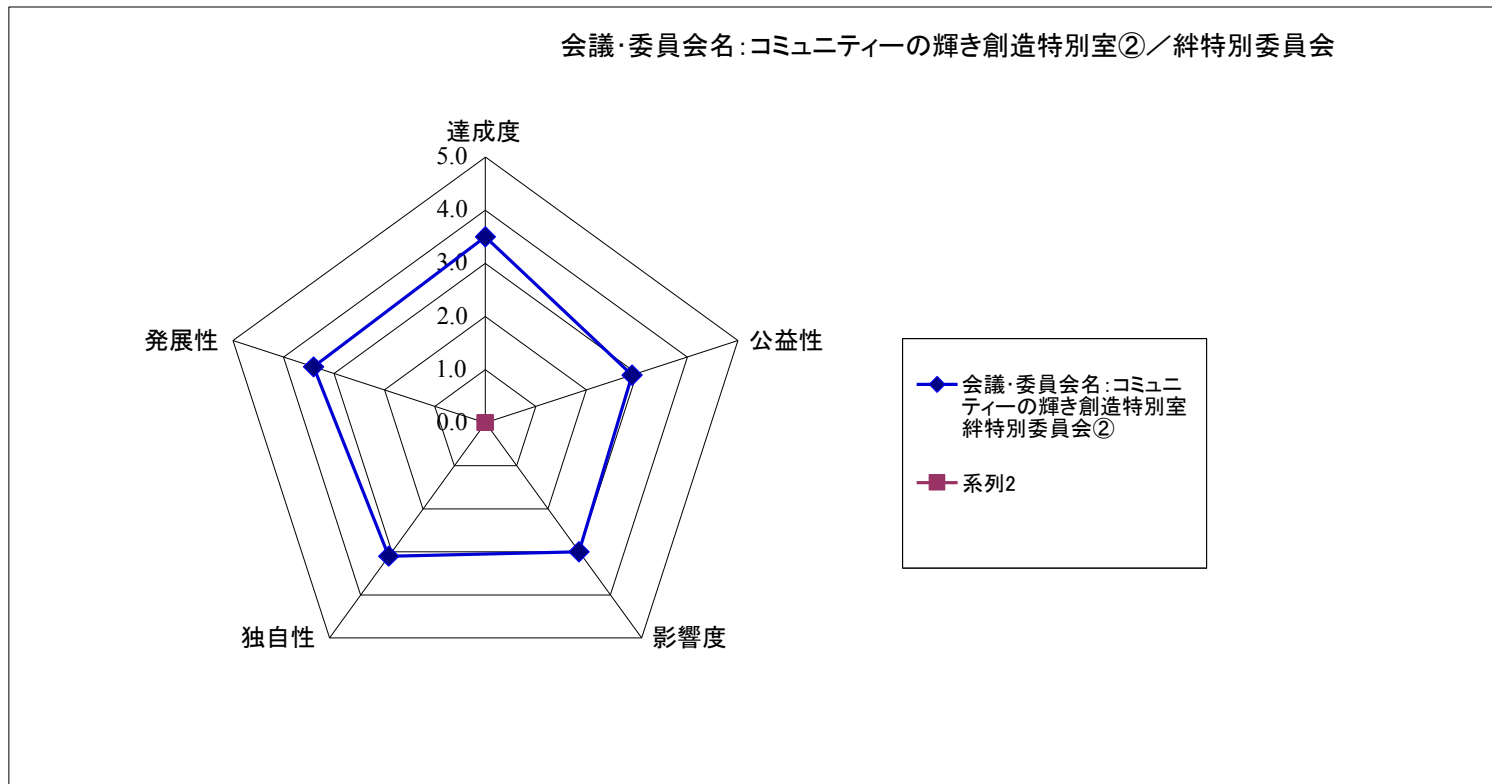 会議・委員会名：コミュニティーの輝き創造特別室②／絆特別委員会
達成度
5.0
4.0
3.0
2.0
1.0
0.0
発展性
公益性
独自性
影響度
会議・委員会名：コミュニ
ティーの輝き創造特別室
絆特別委員会②
系列2